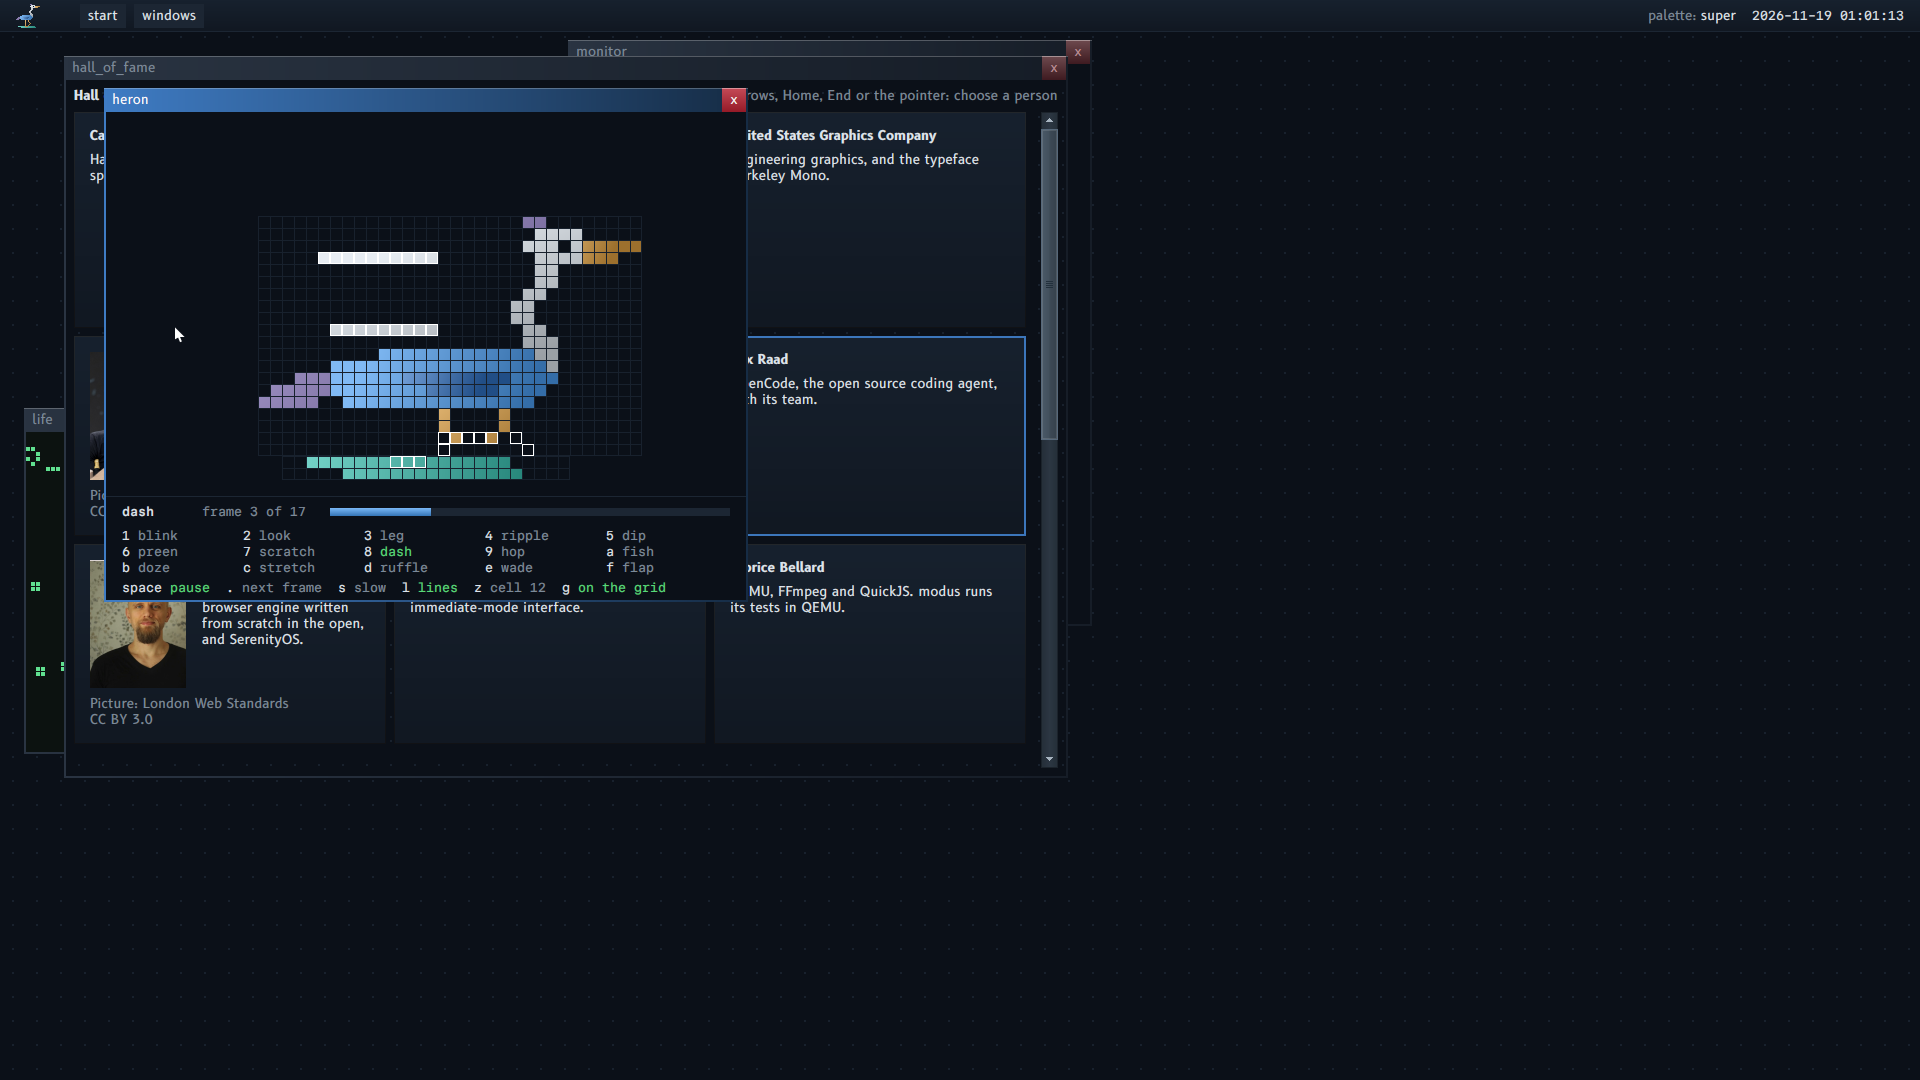 start windows palette: super 2026-11-19 01:01:13
monitor x
hall_of_fame x
Hall rows, Home, End or the pointer: choose a person
heron x
Ca ited States Graphics Company
Ha gineering graphics, and the typeface
sp rkeley Mono.
x Raad
enCode, the open source coding agent,
h its team.
life
Pic
CC
dash frame 3 of 17
1 blink 2 look 3 leg 4 ripple 5 dip
6 preen 7 scratch 8 dash 9 hop a fish
b doze c stretch d ruffle e wade f flap
space pause . next frame s slow l lines z cell 12 g on the grid
brice Bellard
MU, FFmpeg and QuickJS. modus runs
its tests in QEMU.
browser engine written
from scratch in the open,
and SerenityOS.
immediate-mode interface.
Picture: London Web Standards
CC BY 3.0